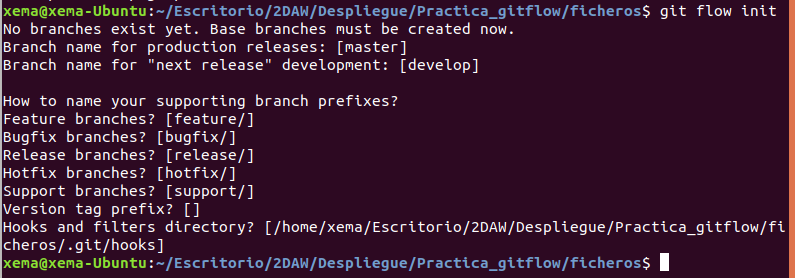 xema@xema-Ubuntu:~/Escritorio/2DAW/Despliegue/Practica_gitflow/ficheros$ git flow init
No branches exist yet. Base branches must be created now.
Branch name for production releases: [master]
Branch name for "next release" development: [develop]

How to name your supporting branch prefixes?
Feature branches? [feature/]
Bugfix branches? [bugfix/]
Release branches? [release/]
Hotfix branches? [hotfix/]
Support branches? [support/]
Version tag prefix? []
Hooks and filters directory? [/home/xema/Escritorio/2DAW/Despliegue/Practica_gitflow/fi
cheros/.git/hooks]
xema@xema-Ubuntu:~/Escritorio/2DAW/Despliegue/Practica_gitflow/ficheros$